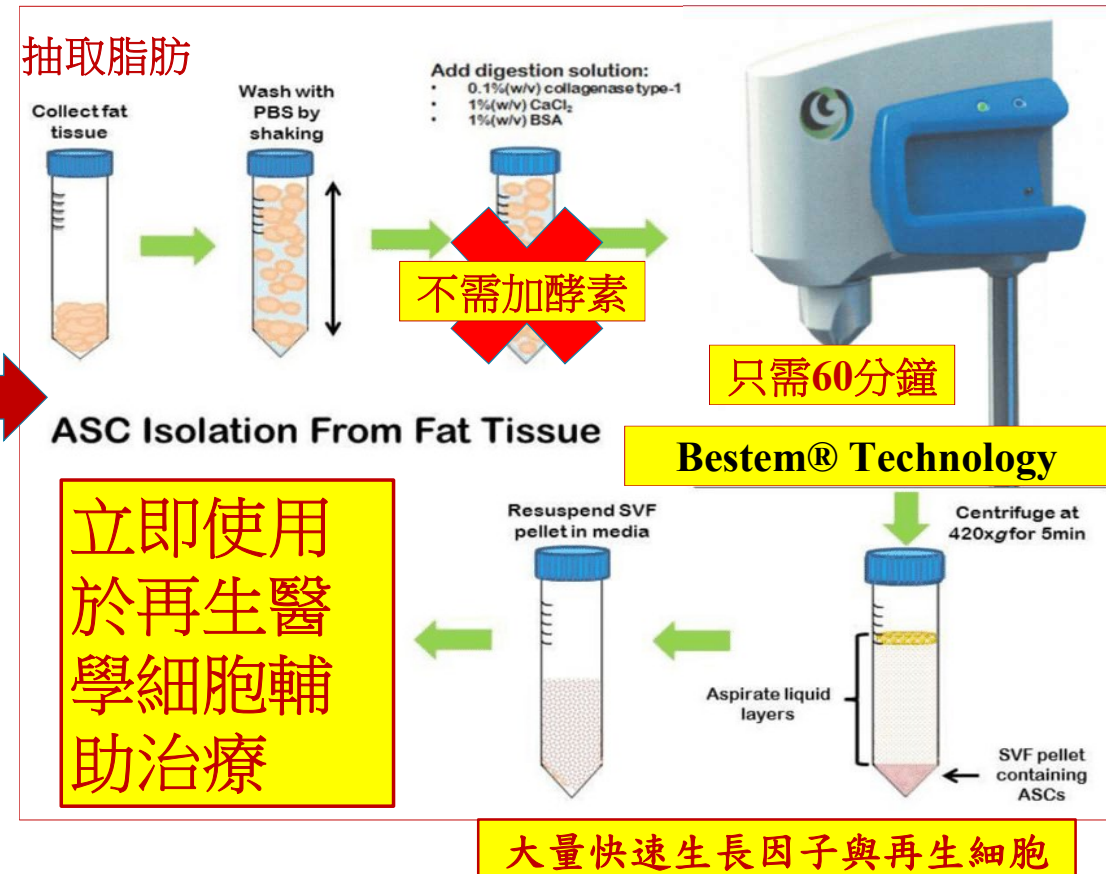 抽取脂肪
Collect fat
tissue
Wash with
PBS by
shaking
Add digestion solution:
• 0.1%(w/v) collagenase type-1
• 1%(w/v) CaCl₂
• 1%(w/v) BSA
不需加酵素
只需60分鐘
ASC Isolation From Fat Tissue
Bestem® Technology
Centrifuge at
420xg for 5min
Aspirate liquid
layers
SVF pellet
containing
ASCs
Resuspend SVF
pellet in media
立即使用
於再生醫
學細胞輔
助治療
大量快速生長因子與再生細胞